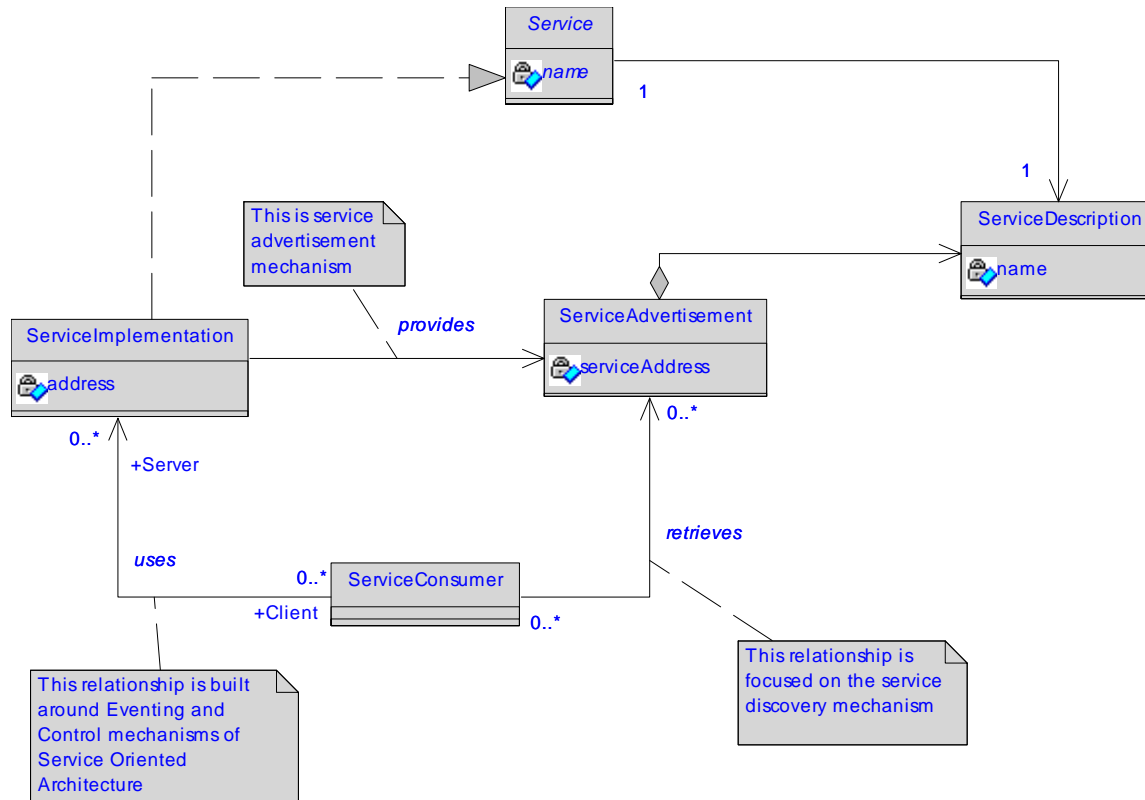 Service
name
1
1
ServiceDescription
name
This is service
advertisement
mechanism
ServiceImplementation
address
provides
ServiceAdvertisement
serviceAddress
0..*
+Server
0..*
uses
retrieves
0..*
ServiceConsumer
+Client
0..*
This relationship is built
around Eventing and
Control mechanisms of
Service Oriented
Architecture
This relationship is
focused on the service
discovery mechanism